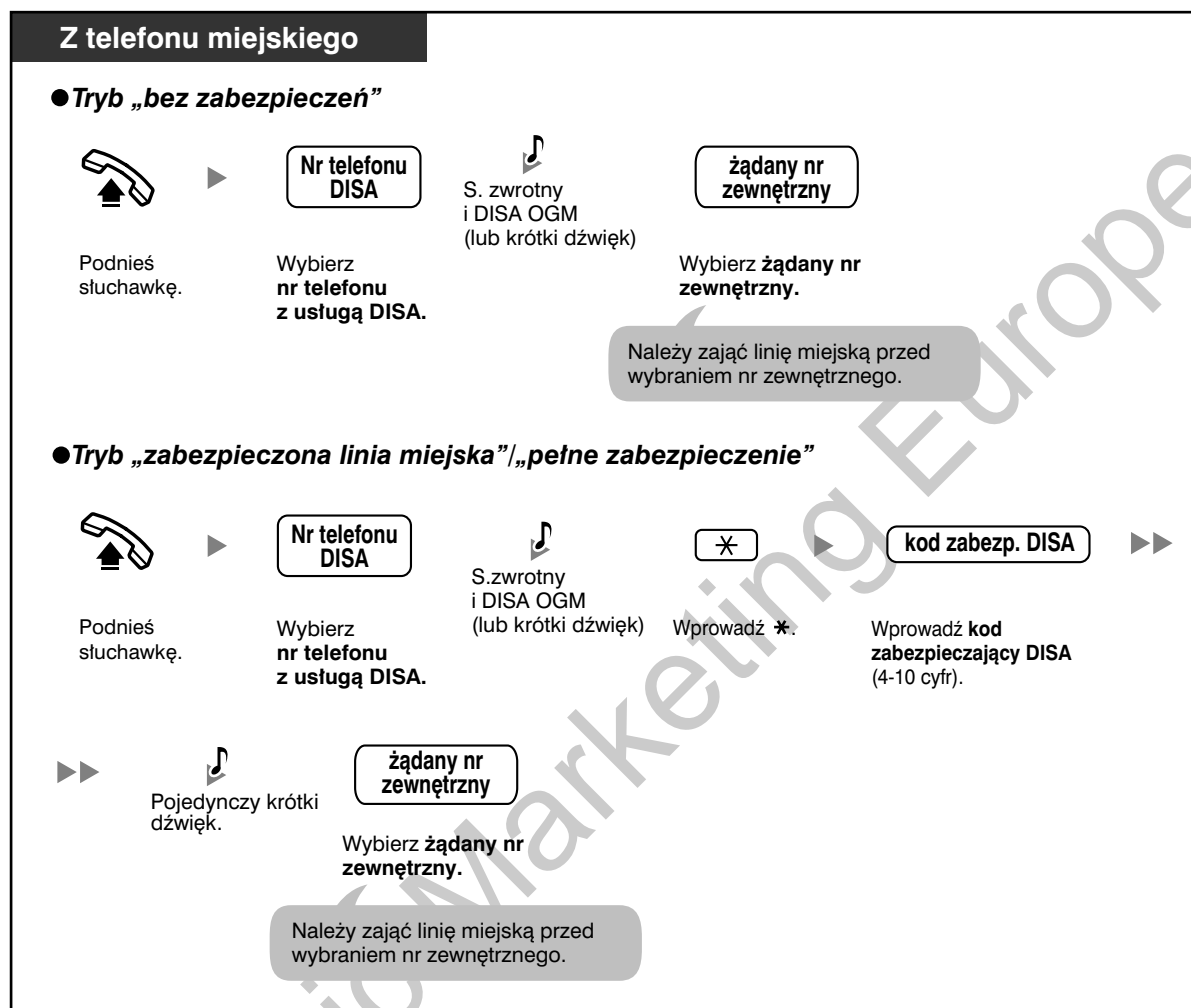 Z telefonu miejskiego
●Tryb „bez zabezpieczeń”
Nr telefonu
DISA
S. zwrotny
i DISA OGM
(lub krótki dźwięk)
żądany nr
zewnętrzny
Podnieś
słuchawkę.
Wybierz
nr telefonu
z usługą DISA.
Wybierz żądany nr
zewnętrzny.
Należy zająć linię miejską przed
wybraniem nr zewnętrznego.
●Tryb „zabezpieczona linia miejska”/„pełne zabezpieczenie”
Nr telefonu
DISA
S.zwrotny
i DISA OGM
(lub krótki dźwięk)
*
kod zabezp. DISA
Podnieś
słuchawkę.
Wybierz
nr telefonu
z usługą DISA.
Wprowadź *.
Wprowadź kod
zabezpieczający DISA
(4-10 cyfr).
Pojedynczy krótki
dźwięk.
żądany nr
zewnętrzny
Wybierz żądany nr
zewnętrzny.
Należy zająć linię miejską przed
wybraniem nr zewnętrznego.
Marketing Europe